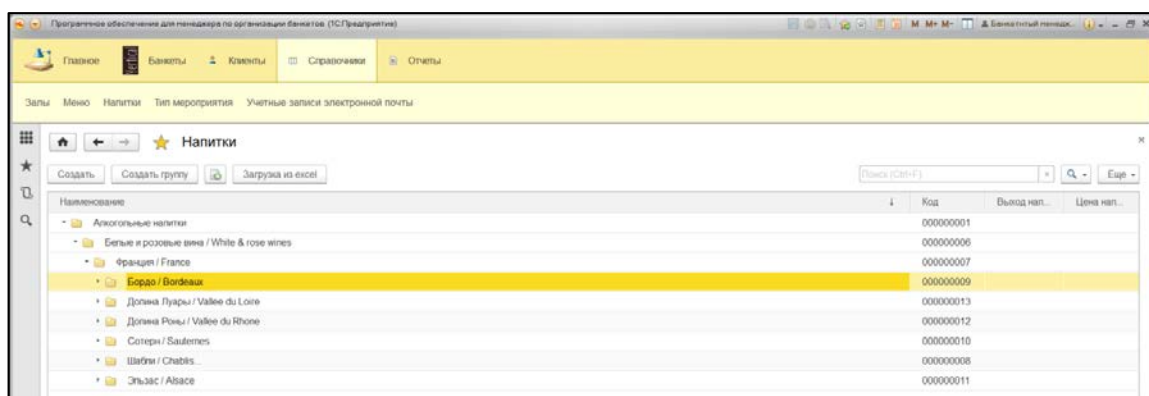 Программное обеспечение для менеджера по организации банкетов (1С:Предприятие) M M+ M- Банкетный менедж...
Главное Банкеты Клиенты Справочники Отчеты
Залы Меню Напитки Тип мероприятия Учетные записи электронной почты
Напитки
Создать Создать группу Загрузка из excel Поиск (Ctrl+F) Еще
Наименование Код Выход нап... Цена нап...
Алкогольные напитки 000000001
Белые и розовые вина / White & rose wines 000000006
Франция / France 000000007
Бордо / Bordeaux 000000009
Долина Луары / Vallee du Loire 000000013
Долина Роны / Vallee du Rhone 000000012
Сотерн / Sauternes 000000010
Шабли / Chablis... 000000008
Эльзас / Alsace 000000011